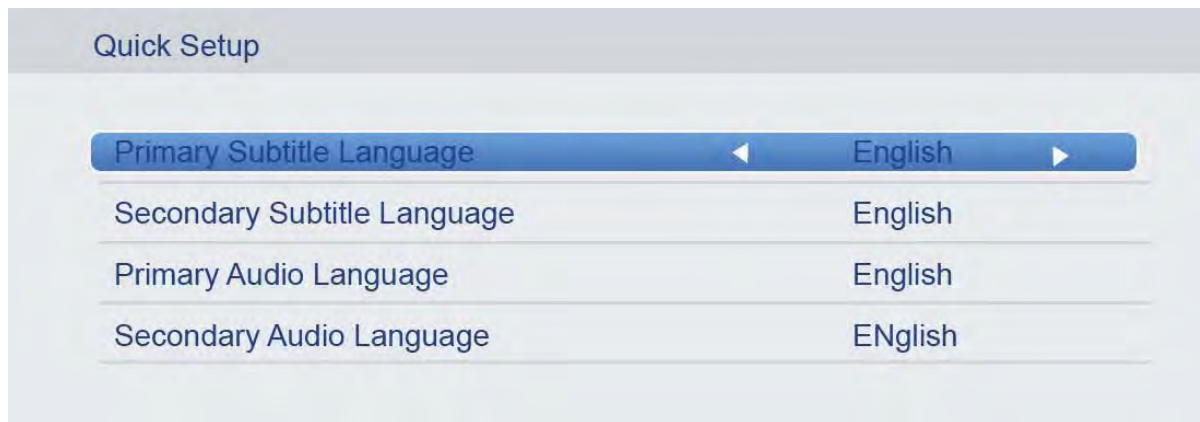 Quick Setup
Primary Subtitle Language English
Secondary Subtitle Language English
Primary Audio Language English
Secondary Audio Language ENglish